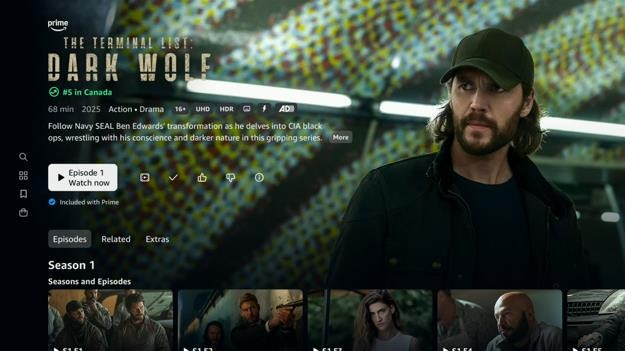 prime
THE TERMINAL LIST:
DARK WOLF
#5 in Canada
68 min 2025 Action • Drama 16+ UHD HDR AD
Follow Navy SEAL Ben Edwards' transformation as he delves into CIA black
ops, wrestling with his conscience and darker nature in this gripping series. More
Episode 1
Watch now
Included with Prime
Episodes Related Extras
Season 1
Seasons and Episodes
S1 E1 S1 E2 S1 E3 S1 E4 S1 E5